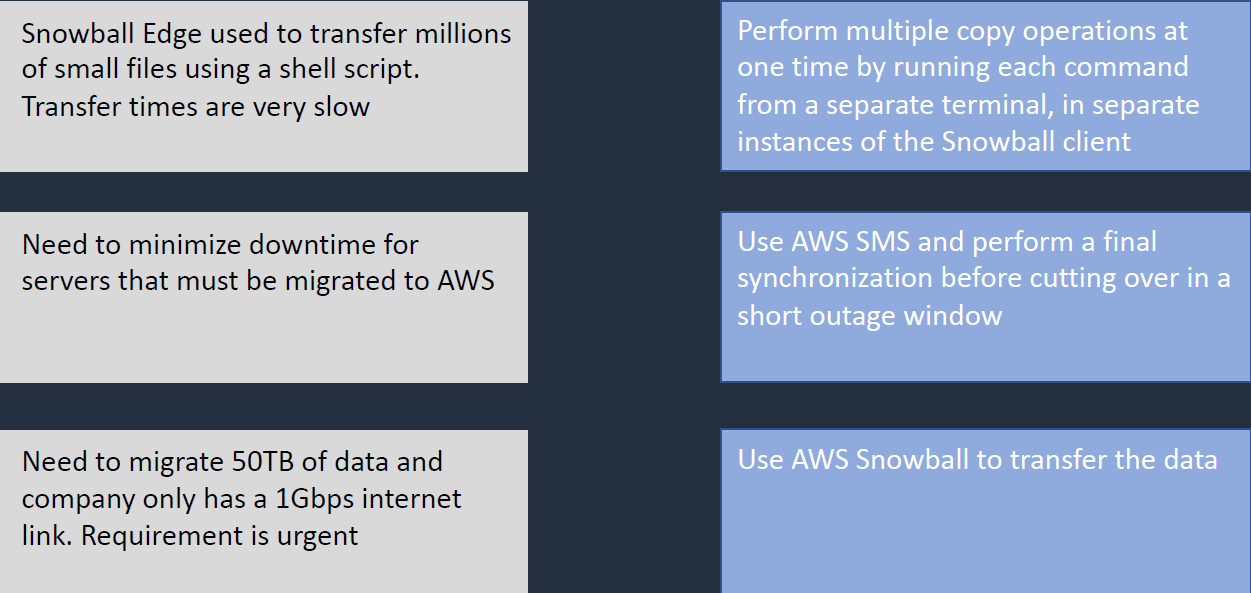 Snowball Edge used to transfer millions
of small files using a shell script.
Transfer times are very slow
Perform multiple copy operations at
one time by running each command
from a separate terminal, in separate
instances of the Snowball client
Need to minimize downtime for
servers that must be migrated to AWS
Use AWS SMS and perform a final
synchronization before cutting over in a
short outage window
Need to migrate 50TB of data and
company only has a 1Gbps internet
link. Requirement is urgent
Use AWS Snowball to transfer the data